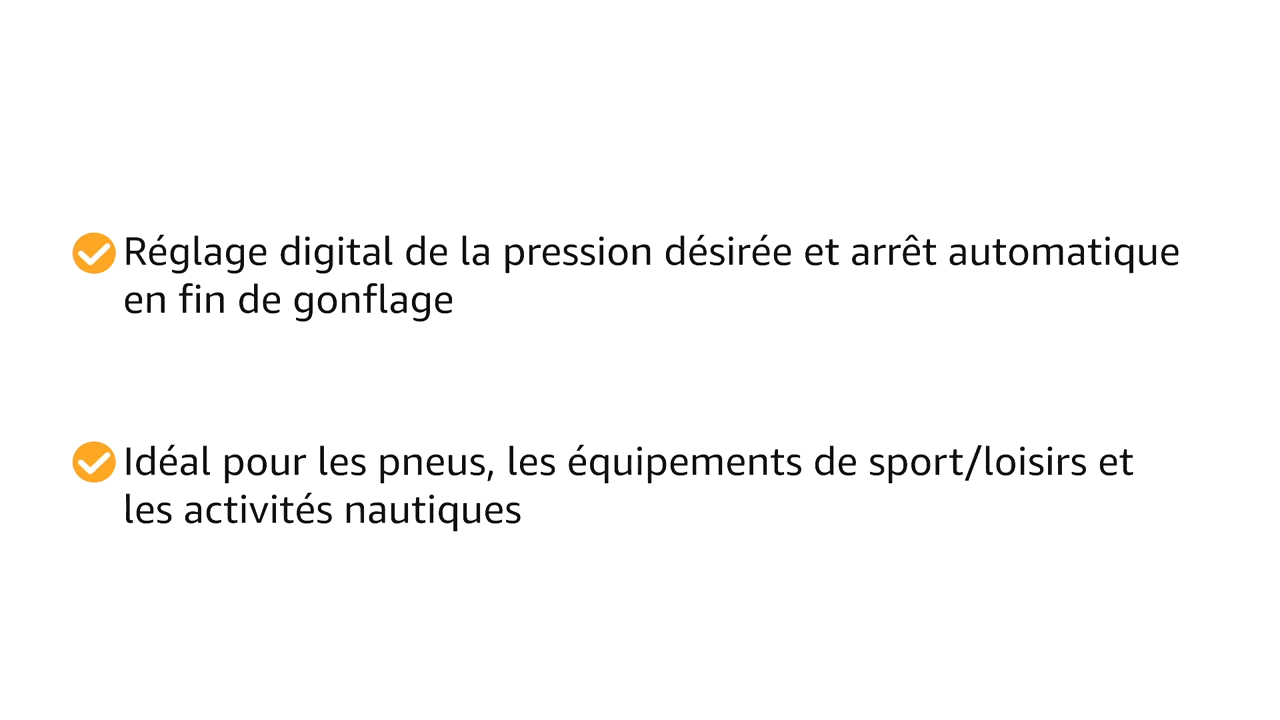 Réglage digital de la pression désirée et arrêt automatique
en fin de gonflage
Idéal pour les pneus, les équipements de sport/loisirs et
les activités nautiques